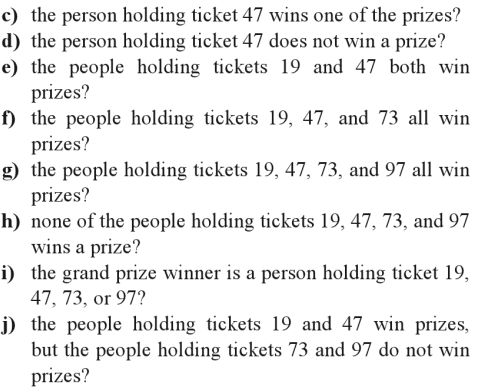 c) the person holding ticket 47 wins one of the prizes?
d) the person holding ticket 47 does not win a prize?
e) the people holding tickets 19 and 47 both win
prizes?
f) the people holding tickets 19, 47, and 73 all win
prizes?
g) the people holding tickets 19, 47, 73, and 97 all win
prizes?
h) none of the people holding tickets 19, 47, 73, and 97
wins a prize?
i) the grand prize winner is a person holding ticket 19,
47, 73, or 97?
j) the people holding tickets 19 and 47 win prizes,
but the people holding tickets 73 and 97 do not win
prizes?